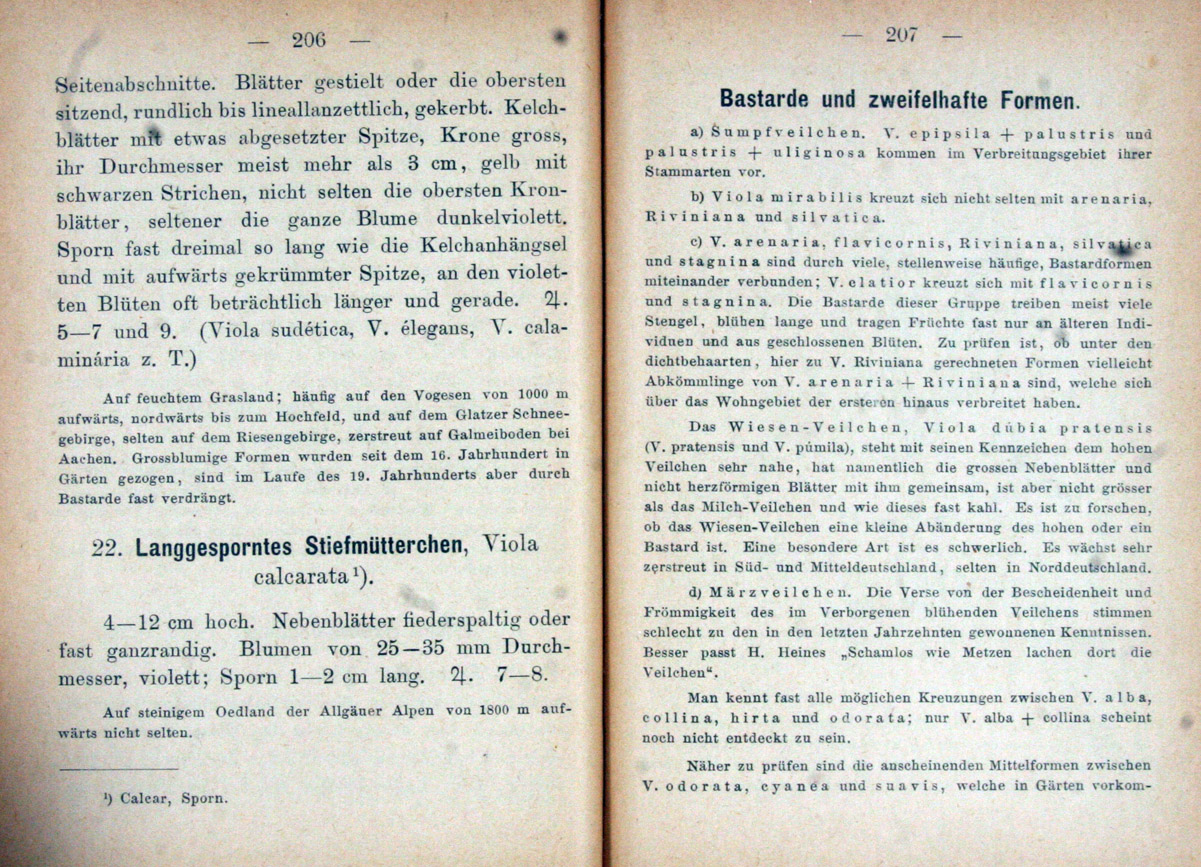 — 206 —
Seitenabschnitte. Blätter gestielt oder die obersten
sitzend, rundlich bis lineallanzettlich, gekerbt. Kelch-
blätter mit etwas abgesetzter Spitze, Krone gross,
ihr Durchmesser meist mehr als 3 cm, gelb mit
schwarzen Strichen, nicht selten die obersten Kron-
blätter, seltener die ganze Blume dunkelviolett.
Sporn fast dreimal so lang wie die Kelchanhängsel
und mit aufwärts gekrümmter Spitze, an den violet-
ten Blüten oft beträchtlich länger und gerade. ♃.
5—7 und 9. (Viola sudética, V. élegans, V. cala-
minária z. T.)
Auf feuchtem Grasland; häufig auf den Vogesen von 1000 m
aufwärts, nordwärts bis zum Hochfeld, und auf dem Glatzer Schnee-
gebirge, selten auf dem Riesengebirge, zerstreut auf Galmeiboden bei
Aachen. Grossblumige Formen wurden seit dem 16. Jahrhundert in
Gärten gezogen, sind im Laufe des 19. Jahrhunderts aber durch
Bastarde fast verdrängt.
22. Langgesporntes Stiefmütterchen, Viola
calcarata¹).
4—12 cm hoch. Nebenblätter fiederspaltig oder
fast ganzrandig. Blumen von 25—35 mm Durch-
messer, violett; Sporn 1—2 cm lang. ♃. 7—8.
Auf steinigem Oedland der Allgäuer Alpen von 1800 m auf-
wärts nicht selten.
¹) Calcar, Sporn.
— 207 —
Bastarde und zweifelhafte Formen.
a) Sumpfveilchen. V. epipsila + palustris und
palustris + uliginosa kommen im Verbreitungsgebiet ihrer
Stammarten vor.
b) Viola mirabilis kreuzt sich nicht selten mit arenaria,
Riviniana und silvatica.
c) V. arenaria, flavicornis, Riviniana, silvatica
und stagnina sind durch viele, stellenweise häufige, Bastardformen
miteinander verbunden; V. elatior kreuzt sich mit flavicornis
und stagnina. Die Bastarde dieser Gruppe treiben meist viele
Stengel, blühen lange und tragen Früchte fast nur an älteren Indi-
viduen und aus geschlossenen Blüten. Zu prüfen ist, ob unter den
dichtbehaarten, hier zu V. Riviniana gerechneten Formen vielleicht
Abkömmlinge von V. arenaria + Riviniana sind, welche sich
über das Wohngebiet der ersteren hinaus verbreitet haben.
Das Wiesen-Veilchen, Viola dúbia pratensis
(V. pratensis und V. púmila), steht mit seinen Kennzeichen dem hohen
Veilchen sehr nahe, hat namentlich die grossen Nebenblätter und
nicht herzförmigen Blätter mit ihm gemeinsam, ist aber nicht grösser
als das Milch-Veilchen und wie dieses fast kahl. Es ist zu forschen,
ob das Wiesen-Veilchen eine kleine Abänderung des hohen oder ein
Bastard ist. Eine besondere Art ist es schwerlich. Es wächst sehr
zerstreut in Süd- und Mitteldeutschland, selten in Norddeutschland.
d) Märzveilchen. Die Verse von der Bescheidenheit und
Frömmigkeit des im Verborgenen blühenden Veilchens stimmen
schlecht zu den in den letzten Jahrzehnten gewonnenen Kenntnissen.
Besser passt H. Heines „Schamlos wie Metzen lachen dort die
Veilchen“.
Man kennt fast alle möglichen Kreuzungen zwischen V. alba,
collina, hirta und odorata; nur V. alba + collina scheint
noch nicht entdeckt zu sein.
Näher zu prüfen sind die anscheinenden Mittelformen zwischen
V. odorata, cyanea und suavis, welche in Gärten vorkom-